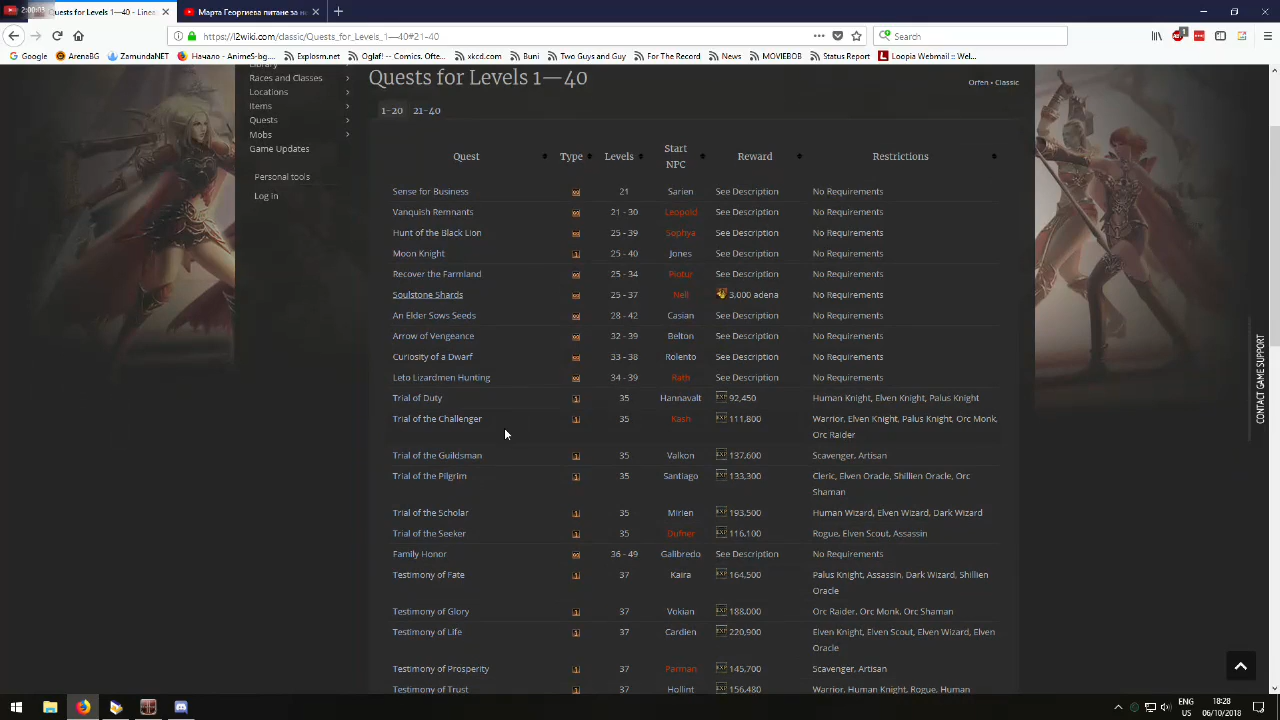 2:00:03
Quests for Levels 1—40 - Linea
Марта Георгиева питане за не
https://l2wiki.com/classic/Quests_for_Levels_1—40#21-40
Search
Google ArenaBG ZamundaNET Начало - AnimeS-bg.... Explosm.net Oglaf.com -- Comics. Ofte... xkcd.com Buni Two Guys and Guy For The Record News MOVIEBOB Status Report Loopia Webmail :: Wel...
Races and Classes
Locations
Items
Quests
Mobs
Game Updates
Personal tools
Log in
Quests for Levels 1—40
Orfen • Classic
1-20 21-40
Quest Type Levels Start NPC Reward Restrictions
Sense for Business 21 Sarien See Description No Requirements
Vanquish Remnants 21 - 30 Leopold See Description No Requirements
Hunt of the Black Lion 25 - 39 Sophya See Description No Requirements
Moon Knight 25 - 40 Jones See Description No Requirements
Recover the Farmland 25 - 34 Piotur See Description No Requirements
Soulstone Shards 25 - 37 Nell 3,000 adena No Requirements
An Elder Sows Seeds 28 - 42 Casian See Description No Requirements
Arrow of Vengeance 32 - 39 Belton See Description No Requirements
Curiosity of a Dwarf 33 - 38 Rolento See Description No Requirements
Leto Lizardmen Hunting 34 - 39 Rath See Description No Requirements
Trial of Duty 35 Hannavalt 92,450 Human Knight, Elven Knight, Palus Knight
Trial of the Challenger 35 Kash 111,800 Warrior, Elven Knight, Palus Knight, Orc Monk,
Orc Raider
Trial of the Guildsman 35 Valkon 137,600 Scavenger, Artisan
Trial of the Pilgrim 35 Santiago 133,300 Cleric, Elven Oracle, Shillien Oracle, Orc
Shaman
Trial of the Scholar 35 Mirien 193,500 Human Wizard, Elven Wizard, Dark Wizard
Trial of the Seeker 35 Dufner 116,100 Rogue, Elven Scout, Assassin
Family Honor 36 - 49 Galibredo See Description No Requirements
Testimony of Fate 37 Kaira 164,500 Palus Knight, Assassin, Dark Wizard, Shillien
Oracle
Testimony of Glory 37 Vokian 188,000 Orc Raider, Orc Monk, Orc Shaman
Testimony of Life 37 Cardien 220,900 Elven Knight, Elven Scout, Elven Wizard, Elven
Oracle
Testimony of Prosperity 37 Parman 145,700 Scavenger, Artisan
Testimony of Trust 37 Hollint 156,480 Warrior, Human Knight, Rogue, Human
CONTACT GAME SUPPORT
ENG
US
18:28
06/10/2018